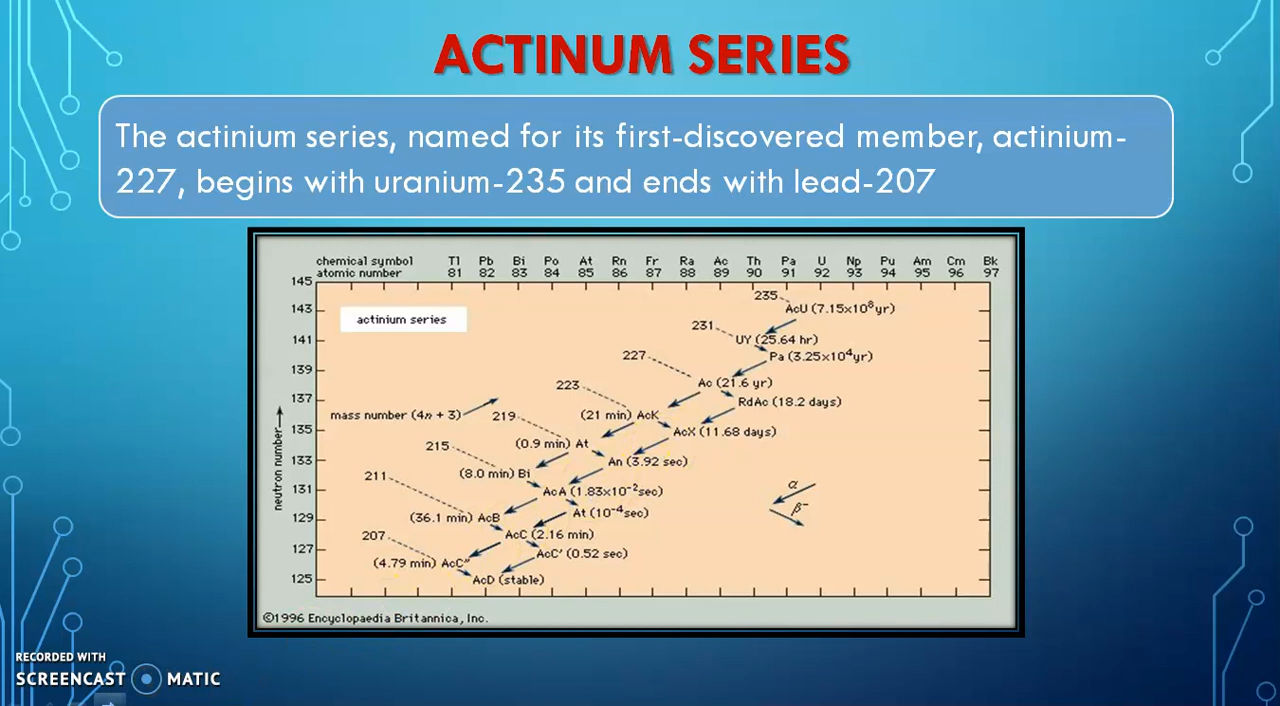 ACTINUM SERIES
The actinium series, named for its first-discovered member, actinium-
227, begins with uranium-235 and ends with lead-207
chemical symbol Tl Pb Bi Po At Rn Fr Ra Ac Th Pa U Np Pu Am Cm Bk
atomic number 81 82 83 84 85 86 87 88 89 90 91 92 93 94 95 96 97
145
235
143
AcU (7.15x10⁸yr)
actinium series
231
141
UY (25.64 hr)
227
Pa (3.25x10⁴yr)
139
223
Ac (21.6 yr)
137
RdAc (18.2 days)
mass number (4n + 3)
219
(21 min) AcK
135
AcX (11.68 days)
215
(0.9 min) At
133
An (3.92 sec)
211
(8.0 min) Bi
131
AcA (1.83x10⁻²sec)
α
β⁻
129
(36.1 min) AcB
At (10⁻⁴sec)
207
AcC (2.16 min)
127
AcC' (0.52 sec)
(4.79 min) AcC"
125
AcD (stable)
neutron number
©1996 Encyclopaedia Britannica, Inc.
RECORDED WITH
SCREENCAST MATIC